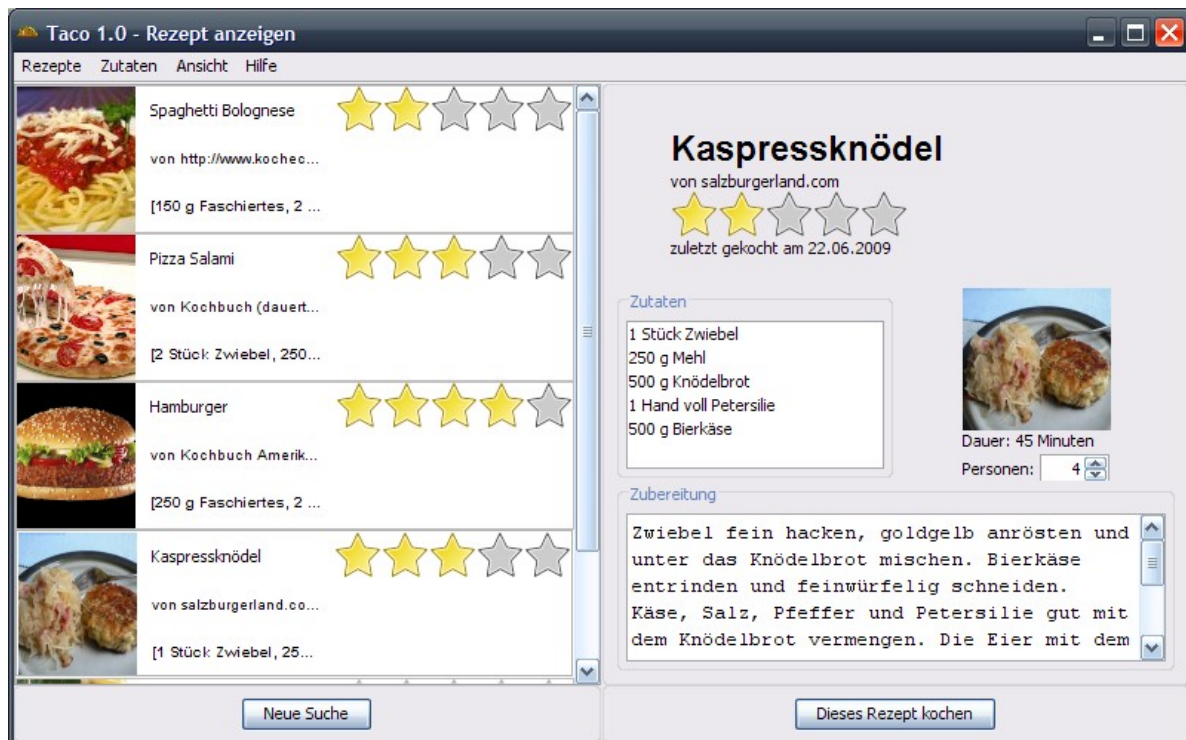 Taco 1.0 - Rezept anzeigen
Rezepte Zutaten Ansicht Hilfe
Spaghetti Bolognese
von http://www.kochec...
[150 g Faschiertes, 2 ...
Pizza Salami
von Kochbuch (dauert...
[2 Stück Zwiebel, 250...
Hamburger
von Kochbuch Amerik...
[250 g Faschiertes, 2 ...
Kaspressknödel
von salzburgerland.co...
[1 Stück Zwiebel, 25...
Neue Suche
Kaspressknödel
von salzburgerland.com
zuletzt gekocht am 22.06.2009
Zutaten
1 Stück Zwiebel
250 g Mehl
500 g Knödelbrot
1 Hand voll Petersilie
500 g Bierkäse
Dauer: 45 Minuten
Personen: 4
Zubereitung
Zwiebel fein hacken, goldgelb anrösten und
unter das Knödelbrot mischen. Bierkäse
entrinden und feinwürfelig schneiden.
Käse, Salz, Pfeffer und Petersilie gut mit
dem Knödelbrot vermengen. Die Eier mit dem
Dieses Rezept kochen